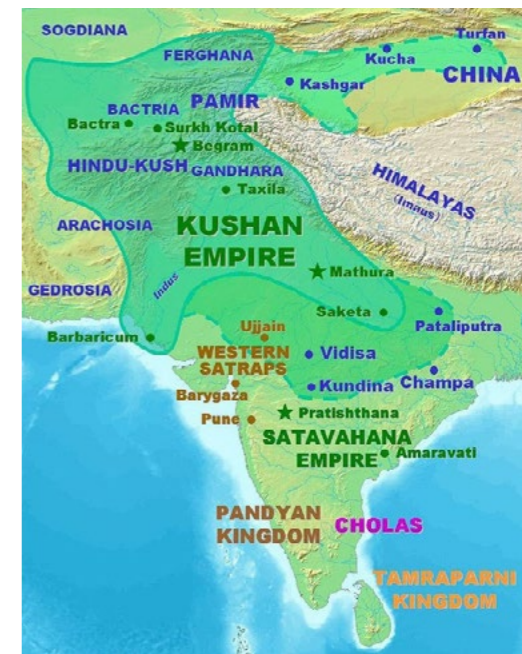 SOGDIANA
Turfan
Kucha
FERGHANA
CHINA
Kashgar
PAMIR
BACTRIA
Bactra
Surkh Kotal
Begram
HINDU-KUSH
GANDHARA
Taxila
HIMALAYAS
(Imaus)
ARACHOSIA
KUSHAN
EMPIRE
Mathura
GEDROSIA
Indus
Saketa
Pataliputra
Barbaricum
Ujjain
WESTERN
SATRAPS
Vidisa
Barygaza
Kundina
Champa
Pune
Pratishthana
SATAVAHANA
EMPIRE
Amaravati
PANDYAN
KINGDOM
CHOLAS
TAMRAPARNI
KINGDOM